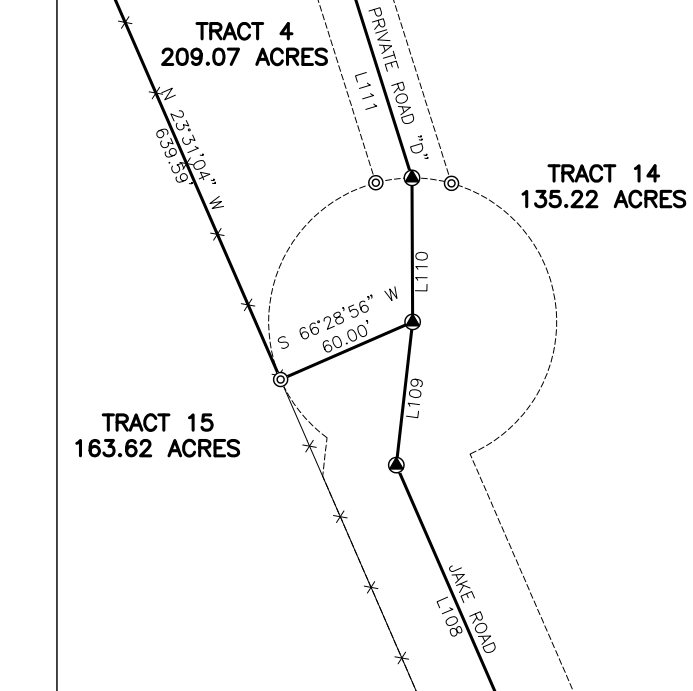 TRACT 4
209.07 ACRES
PRIVATE ROAD "D"
L111
N 23°31'04" W
639.59'
TRACT 14
135.22 ACRES
L110
S 66°28'56" W
60.00'
L109
TRACT 15
163.62 ACRES
JAKE ROAD
L108